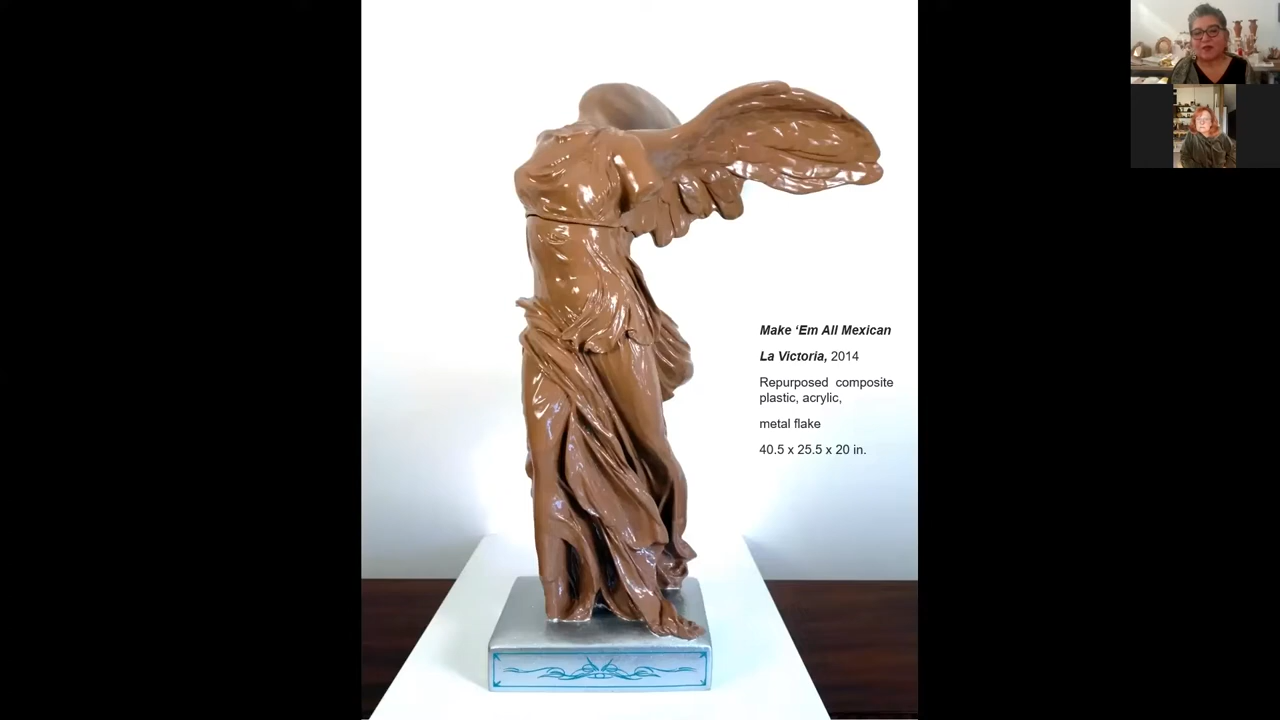 Make ‘Em All Mexican
La Victoria, 2014
Repurposed composite
plastic, acrylic,
metal flake
40.5 x 25.5 x 20 in.